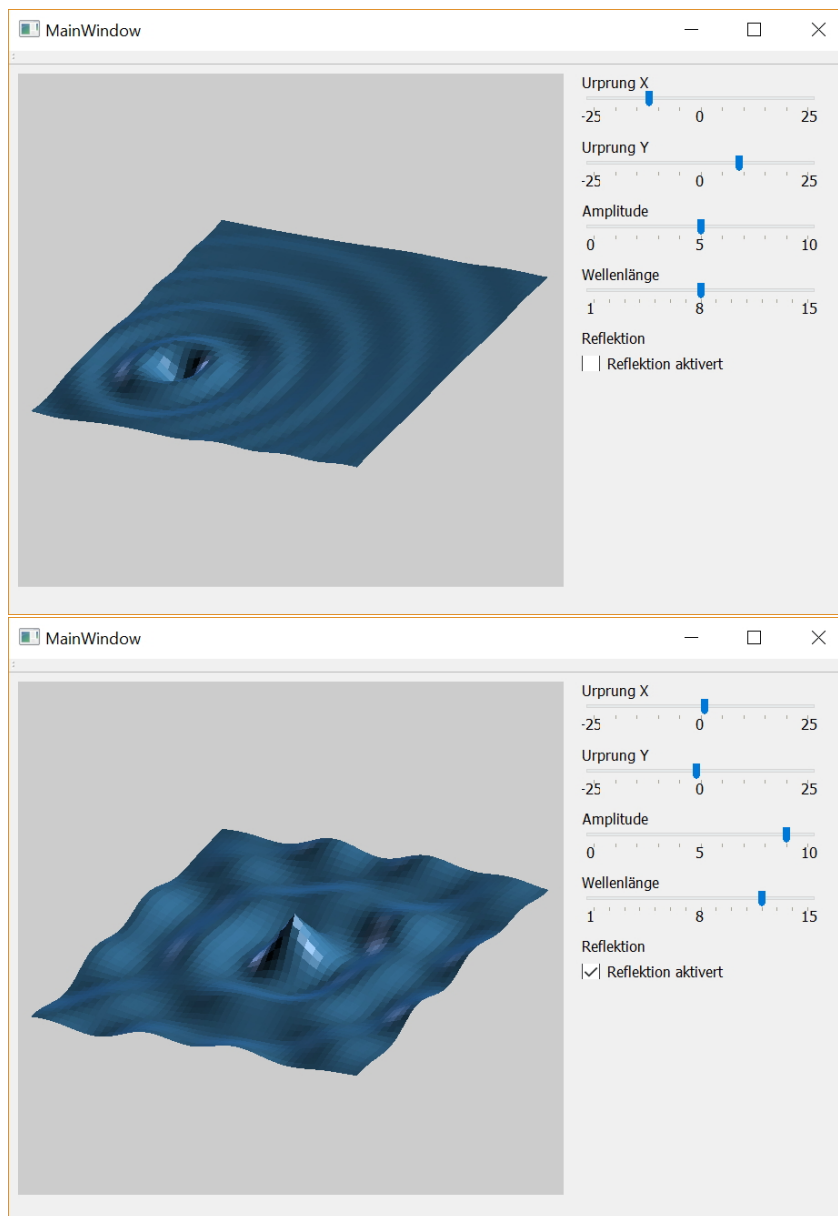 MainWindow
Urprung X
-25 0 25
Urprung Y
-25 0 25
Amplitude
0 5 10
Wellenlänge
1 8 15
Reflektion
Reflektion aktivert
MainWindow
Urprung X
-25 0 25
Urprung Y
-25 0 25
Amplitude
0 5 10
Wellenlänge
1 8 15
Reflektion
Reflektion aktivert